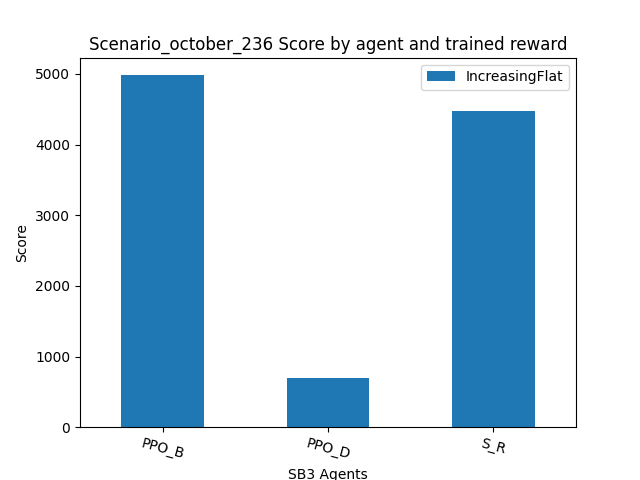 Scenario_october_236 Score by agent and trained reward
IncreasingFlat
5000
4000
3000
2000
1000
0
Score
PPO_B
PPO_D
S_R
SB3 Agents